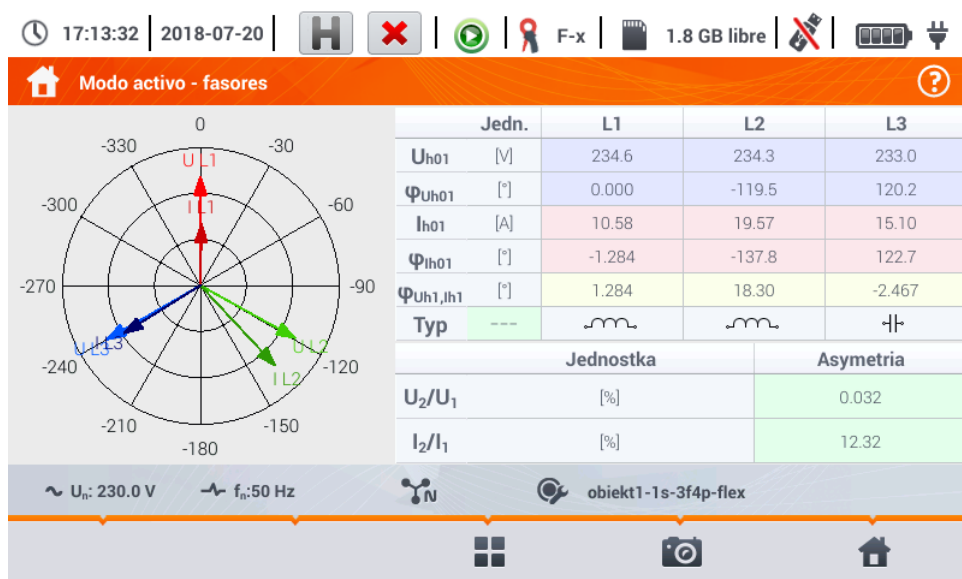 17:13:32 2018-07-20 H F-x 1.8 GB libre
Modo activo - fasores ?
0
-330 -30
U L1
-300 I L1 -60
-270 -90
U L3 I L3 U L2
-240 I L2 -120
-210 -150
-180
Jedn. L1 L2 L3
Uh01 [V] 234.6 234.3 233.0
φUh01 [°] 0.000 -119.5 120.2
Ih01 [A] 10.58 19.57 15.10
φIh01 [°] -1.284 -137.8 122.7
φUh1,Ih1 [°] 1.284 18.30 -2.467
Typ ---
Jednostka Asymetria
U₂/U₁ [%] 0.032
I₂/I₁ [%] 12.32
Uₙ: 230.0 V fₙ:50 Hz N obiekt1-1s-3f4p-flex